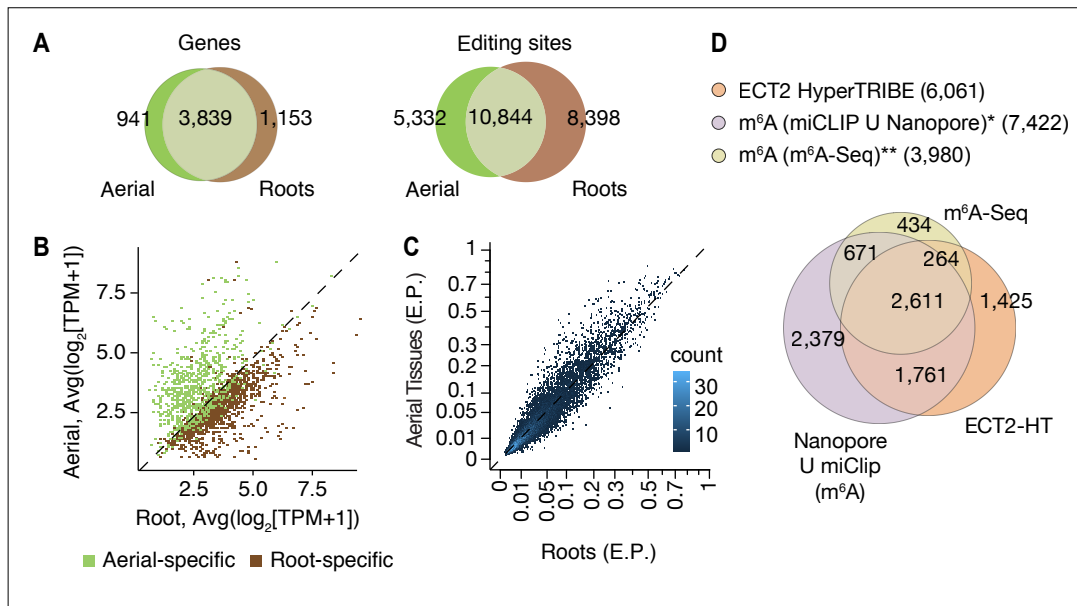 A
Genes
941
3,839
1,153
Aerial
Roots
Editing sites
5,332
10,844
8,398
Aerial
Roots
D
ECT2 HyperTRIBE (6,061)
m⁶A (miCLIP U Nanopore)* (7,422)
m⁶A (m⁶A-Seq)** (3,980)
m⁶A-Seq
434
671
264
2,611
1,425
2,379
1,761
ECT2-HT
Nanopore
U miClip
(m⁶A)
B
Aerial, Avg(log₂[TPM+1])
7.5
5.0
2.5
2.5
5.0
7.5
Root, Avg(log₂[TPM+1])
Aerial-specific
Root-specific
C
Aerial Tissues (E.P.)
1
0.7
0.5
0.3
0.2
0.1
0.05
0.01
0
0
0.01
0.05
0.1
0.2
0.3
0.5
0.7
1
Roots (E.P.)
count
30
20
10